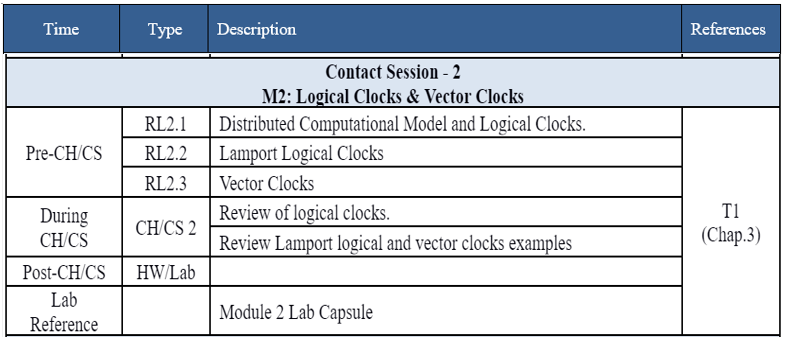 Time Type Description References
Contact Session - 2
M2: Logical Clocks & Vector Clocks
Pre-CH/CS
RL2.1 Distributed Computational Model and Logical Clocks.
RL2.2 Lamport Logical Clocks
RL2.3 Vector Clocks
During
CH/CS
CH/CS 2
Review of logical clocks.
Review Lamport logical and vector clocks examples
Post-CH/CS HW/Lab
Lab
Reference
Module 2 Lab Capsule
T1
(Chap.3)